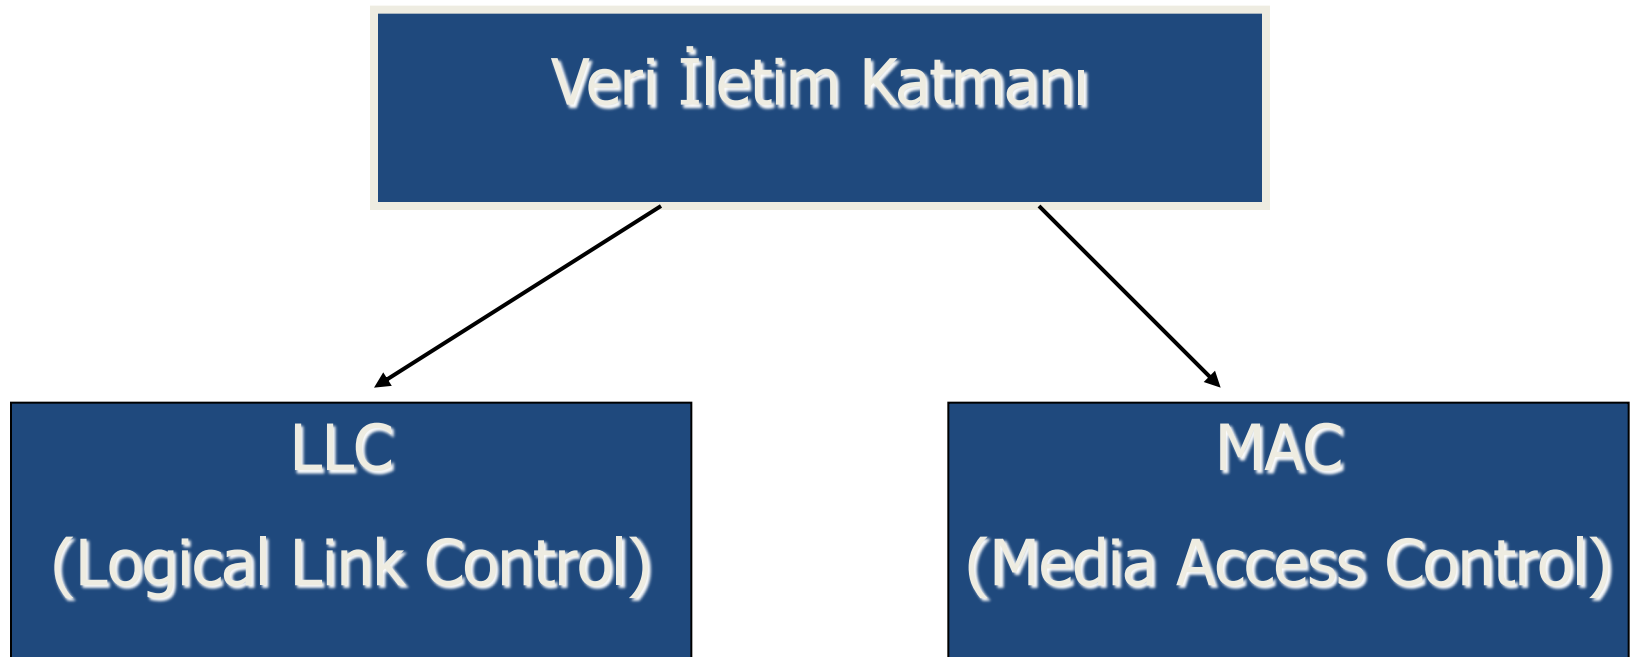 Veri İletim Katmanı
LLC
(Logical Link Control)
MAC
(Media Access Control)